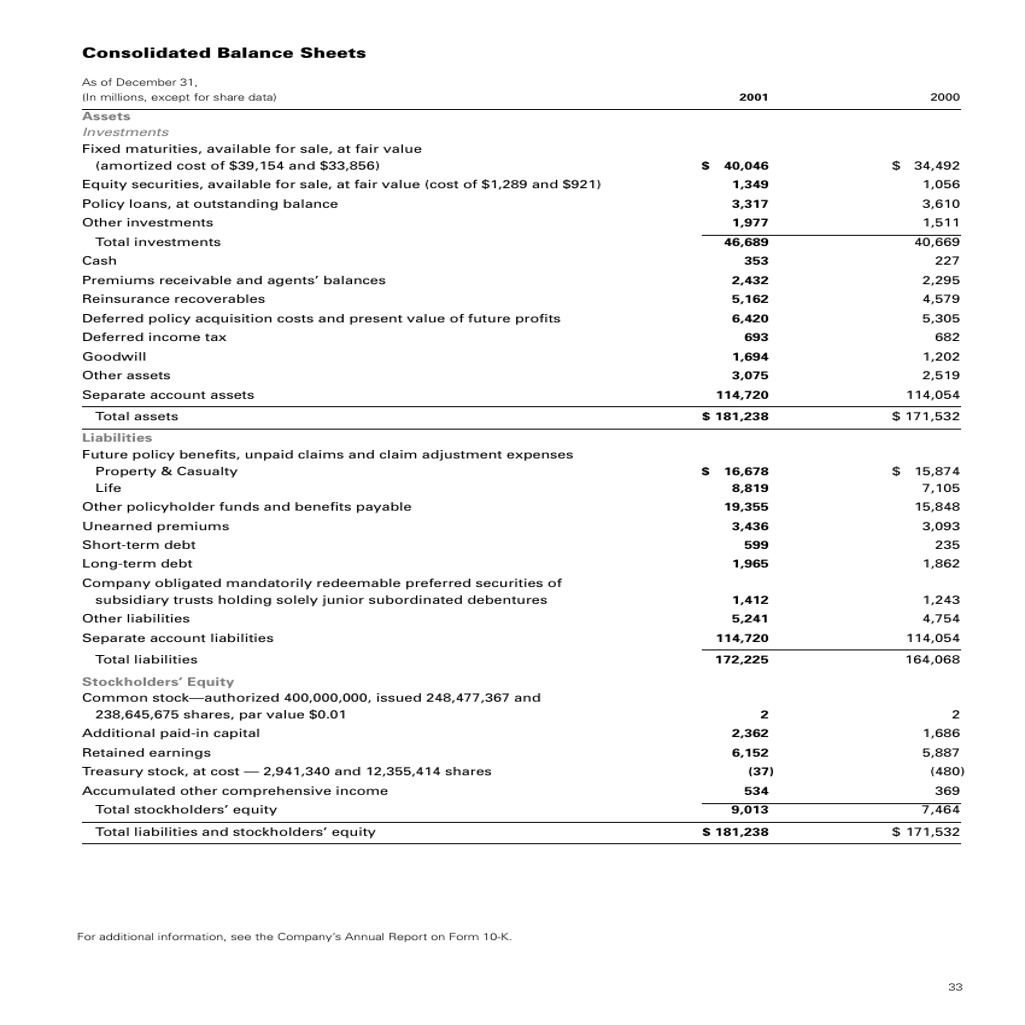 Consolidated Balance Sheets
As of December 31,
(In millions, except for share data) 2001 2000
Assets
Investments
Fixed maturities, available for sale, at fair value
(amortized cost of $39,154 and $33,856) $ 40,046 $ 34,492
Equity securities, available for sale, at fair value (cost of $1,289 and $921) 1,349 1,056
Policy loans, at outstanding balance 3,317 3,610
Other investments 1,977 1,511
Total investments 46,689 40,669
Cash 353 227
Premiums receivable and agents’ balances 2,432 2,295
Reinsurance recoverables 5,162 4,579
Deferred policy acquisition costs and present value of future profits 6,420 5,305
Deferred income tax 693 682
Goodwill 1,694 1,202
Other assets 3,075 2,519
Separate account assets 114,720 114,054
Total assets $ 181,238 $ 171,532
Liabilities
Future policy benefits, unpaid claims and claim adjustment expenses
Property & Casualty $ 16,678 $ 15,874
Life 8,819 7,105
Other policyholder funds and benefits payable 19,355 15,848
Unearned premiums 3,436 3,093
Short-term debt 599 235
Long-term debt 1,965 1,862
Company obligated mandatorily redeemable preferred securities of
subsidiary trusts holding solely junior subordinated debentures 1,412 1,243
Other liabilities 5,241 4,754
Separate account liabilities 114,720 114,054
Total liabilities 172,225 164,068
Stockholders’ Equity
Common stock—authorized 400,000,000, issued 248,477,367 and
238,645,675 shares, par value $0.01 2 2
Additional paid-in capital 2,362 1,686
Retained earnings 6,152 5,887
Treasury stock, at cost — 2,941,340 and 12,355,414 shares (37) (480)
Accumulated other comprehensive income 534 369
Total stockholders’ equity 9,013 7,464
Total liabilities and stockholders’ equity $ 181,238 $ 171,532
For additional information, see the Company’s Annual Report on Form 10-K.
33